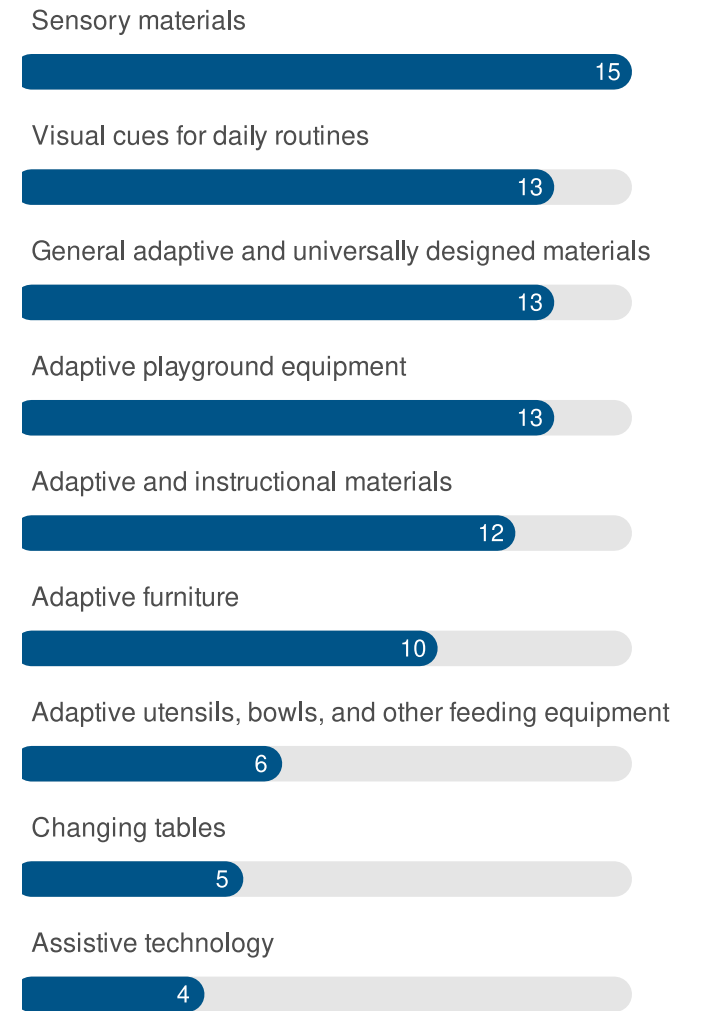 Sensory materials
15
Visual cues for daily routines
13
General adaptive and universally designed materials
13
Adaptive playground equipment
13
Adaptive and instructional materials
12
Adaptive furniture
10
Adaptive utensils, bowls, and other feeding equipment
6
Changing tables
5
Assistive technology
4